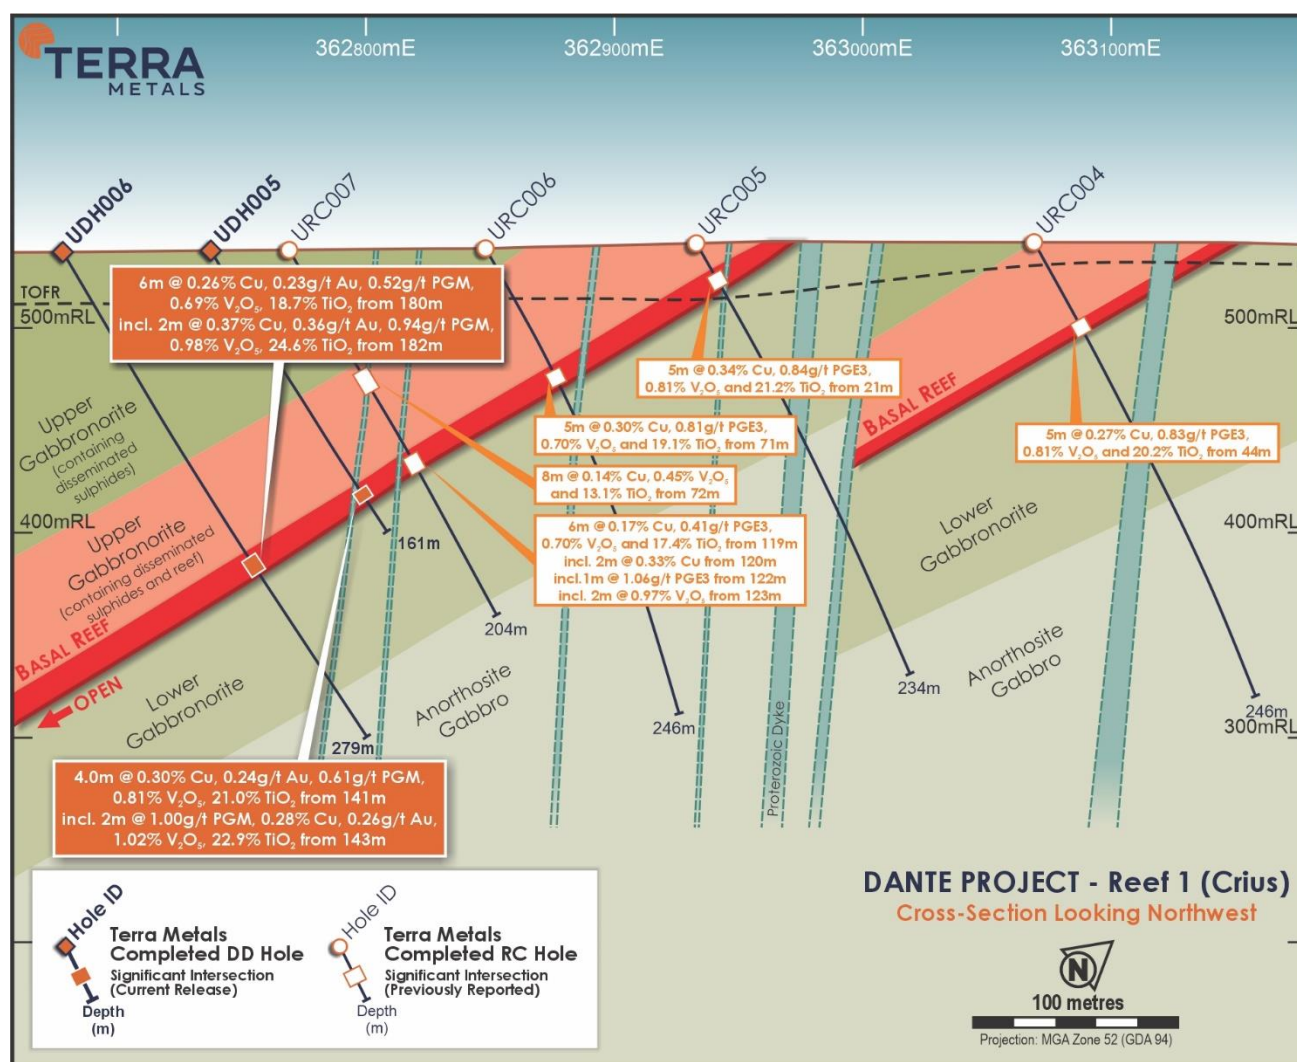 TERRA
METALS
362800mE
362900mE
363000mE
363100mE
UDH006
UDH005
URC007
URC006
URC005
URC004
TOFR
500mRL
500mRL
6m @ 0.26% Cu, 0.23g/t Au, 0.52g/t PGM,
0.69% V₂O₅, 18.7% TiO₂ from 180m
incl. 2m @ 0.37% Cu, 0.36g/t Au, 0.94g/t PGM,
0.98% V₂O₅, 24.6% TiO₂ from 182m
5m @ 0.34% Cu, 0.84g/t PGE3,
0.81% V₂O₅ and 21.2% TiO₂ from 21m
5m @ 0.30% Cu, 0.81g/t PGE3,
0.70% V₂O₅ and 19.1% TiO₂ from 71m
8m @ 0.14% Cu, 0.45% V₂O₅
and 13.1% TiO₂ from 72m
6m @ 0.17% Cu, 0.41g/t PGE3,
0.70% V₂O₅ and 17.4% TiO₂ from 119m
incl. 2m @ 0.33% Cu from 120m
incl.1m @ 1.06g/t PGE3 from 122m
incl. 2m @ 0.97% V₂O₅ from 123m
5m @ 0.27% Cu, 0.83g/t PGE3,
0.81% V₂O₅ and 20.2% TiO₂ from 44m
BASAL REEF
Upper
Gabbronorite
(containing
disseminated
sulphides)
400mRL
400mRL
Upper
Gabbronorite
(containing disseminated
sulphides and reef)
BASAL REEF
OPEN
Lower
Gabbronorite
Anorthosite
Gabbro
Lower
Gabbronorite
Anorthosite
Gabbro
161m
204m
279m
246m
234m
246m
300mRL
Proterozoic Dyke
4.0m @ 0.30% Cu, 0.24g/t Au, 0.61g/t PGM,
0.81% V₂O₅, 21.0% TiO₂ from 141m
incl. 2m @ 1.00g/t PGM, 0.28% Cu, 0.26g/t Au,
1.02% V₂O₅, 22.9% TiO₂ from 143m
Hole ID
Terra Metals
Completed DD Hole
Significant Intersection
(Current Release)
Depth
(m)
Hole ID
Terra Metals
Completed RC Hole
Significant Intersection
(Previously Reported)
Depth
(m)
DANTE PROJECT - Reef 1 (Crius)
Cross-Section Looking Northwest
N
100 metres
Projection: MGA Zone 52 (GDA 94)